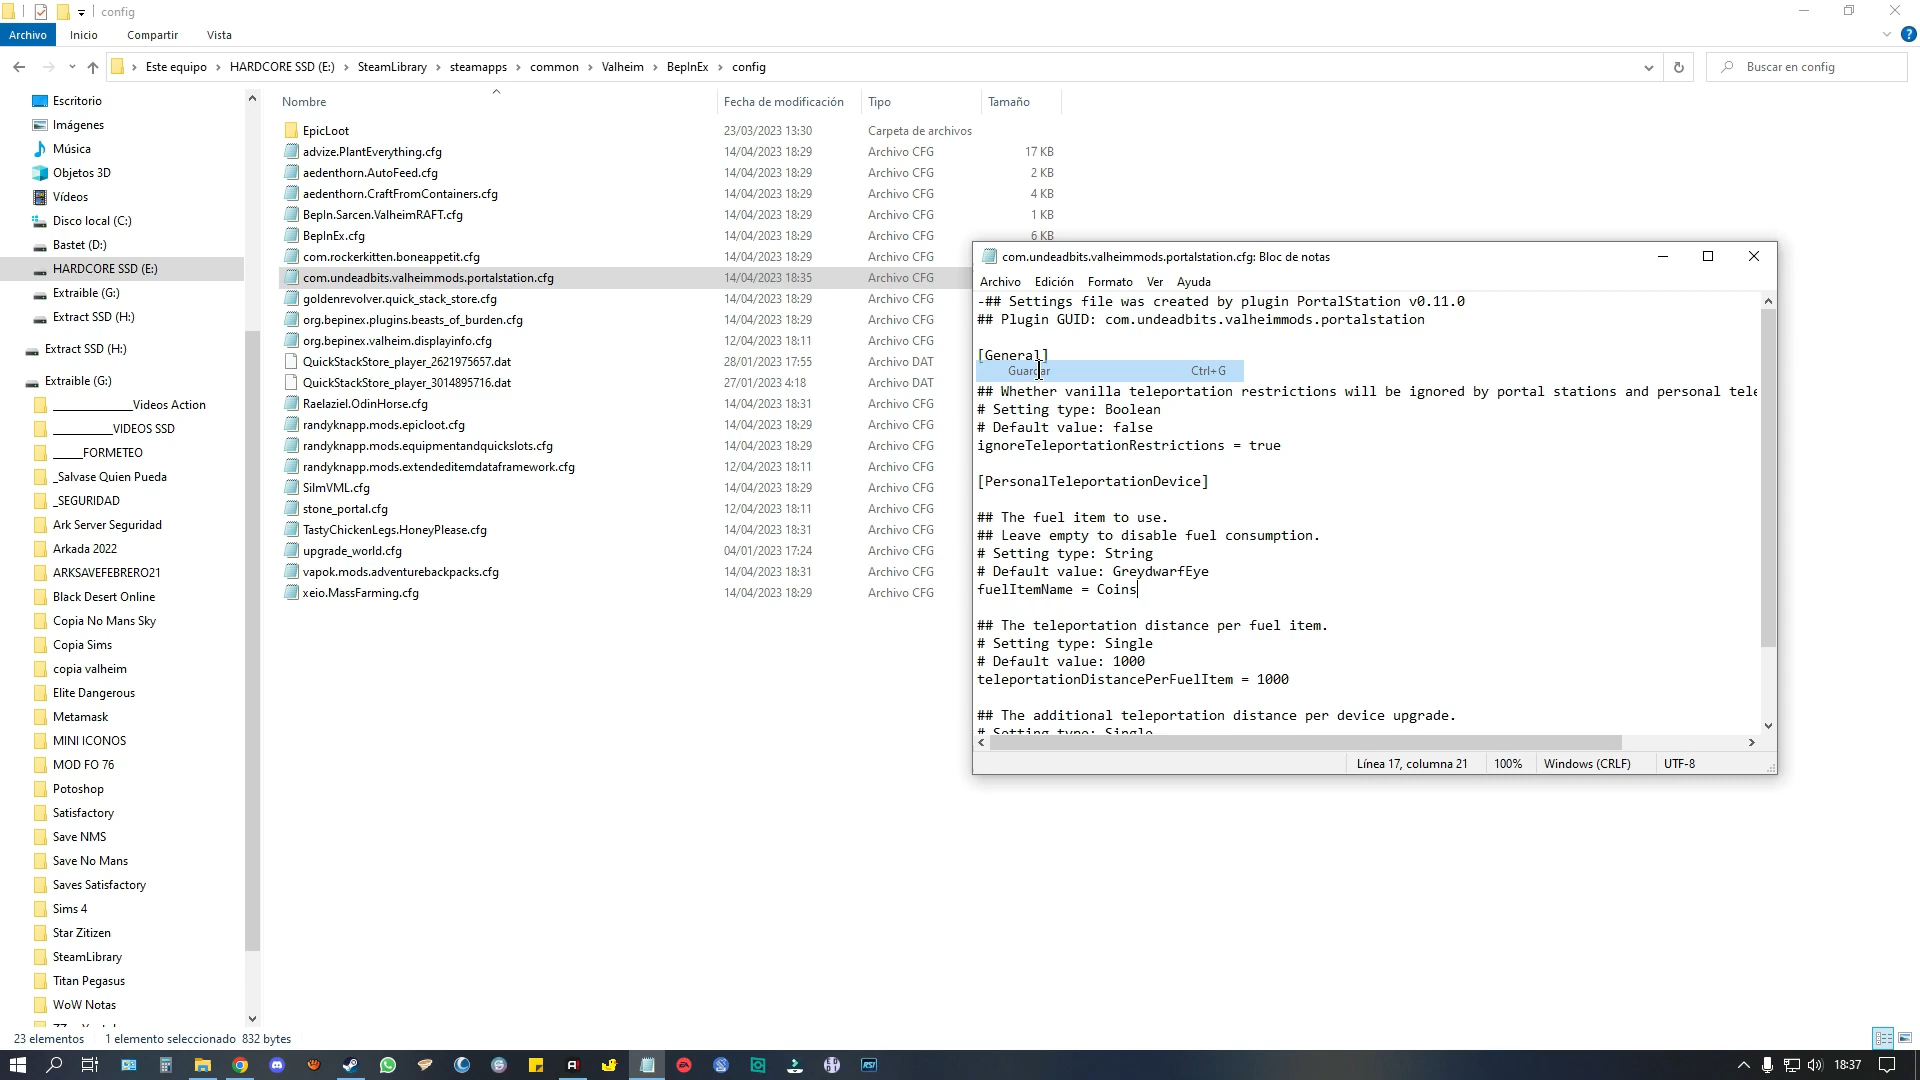 config
Archivo
Inicio
Compartir
Vista
Este equipo
HARDCORE SSD (E:)
SteamLibrary
steamapps
common
Valheim
BepInEx
config
Buscar en config
Escritorio
Imágenes
Música
Objetos 3D
Vídeos
Disco local (C:)
Bastet (D:)
HARDCORE SSD (E:)
Extraible (G:)
Extract SSD (H:)
Extract SSD (H:)
Extraible (G:)
______________Videos Action
__________VIDEOS SSD
_____FORMETEO
_Salvase Quien Pueda
_SEGURIDAD
Ark Server Seguridad
Arkada 2022
ARKSAVEFEBRERO21
Black Desert Online
Copia No Mans Sky
Copia Sims
copia valheim
Elite Dangerous
Metamask
MINI ICONOS
MOD FO 76
Potoshop
Satisfactory
Save NMS
Save No Mans
Saves Satisfactory
Sims 4
Star Zitizen
SteamLibrary
Titan Pegasus
WoW Notas
Nombre Fecha de modificación Tipo Tamaño
EpicLoot 23/03/2023 13:30 Carpeta de archivos
advize.PlantEverything.cfg 14/04/2023 18:29 Archivo CFG 17 KB
aedenthorn.AutoFeed.cfg 14/04/2023 18:29 Archivo CFG 2 KB
aedenthorn.CraftFromContainers.cfg 14/04/2023 18:29 Archivo CFG 4 KB
BepIn.Sarcen.ValheimRAFT.cfg 14/04/2023 18:29 Archivo CFG 1 KB
BepInEx.cfg 14/04/2023 18:29 Archivo CFG 6 KB
com.rockerkitten.boneappetit.cfg 14/04/2023 18:29 Archivo CFG
com.undeadbits.valheimmods.portalstation.cfg 14/04/2023 18:35 Archivo CFG
goldenrevolver.quick_stack_store.cfg 14/04/2023 18:29 Archivo CFG
org.bepinex.plugins.beasts_of_burden.cfg 14/04/2023 18:29 Archivo CFG
org.bepinex.valheim.displayinfo.cfg 12/04/2023 18:11 Archivo CFG
QuickStackStore_player_2621975657.dat 28/01/2023 17:55 Archivo DAT
QuickStackStore_player_3014895716.dat 27/01/2023 4:18 Archivo DAT
Raelaziel.OdinHorse.cfg 14/04/2023 18:31 Archivo CFG
randyknapp.mods.epicloot.cfg 14/04/2023 18:29 Archivo CFG
randyknapp.mods.equipmentandquickslots.cfg 14/04/2023 18:29 Archivo CFG
randyknapp.mods.extendeditemdataframework.cfg 12/04/2023 18:11 Archivo CFG
SilmVML.cfg 14/04/2023 18:29 Archivo CFG
stone_portal.cfg 12/04/2023 18:11 Archivo CFG
TastyChickenLegs.HoneyPlease.cfg 14/04/2023 18:31 Archivo CFG
upgrade_world.cfg 04/01/2023 17:24 Archivo CFG
vapok.mods.adventurebackpacks.cfg 14/04/2023 18:31 Archivo CFG
xeio.MassFarming.cfg 14/04/2023 18:29 Archivo CFG
com.undeadbits.valheimmods.portalstation.cfg: Bloc de notas
Archivo Edición Formato Ver Ayuda
-## Settings file was created by plugin PortalStation v0.11.0
## Plugin GUID: com.undeadbits.valheimmods.portalstation
[General]
Guardar Ctrl+G
## Whether vanilla teleportation restrictions will be ignored by portal stations and personal tele
# Setting type: Boolean
# Default value: false
ignoreTeleportationRestrictions = true
[PersonalTeleportationDevice]
## The fuel item to use.
## Leave empty to disable fuel consumption.
# Setting type: String
# Default value: GreydwarfEye
fuelItemName = Coins
## The teleportation distance per fuel item.
# Setting type: Single
# Default value: 1000
teleportationDistancePerFuelItem = 1000
## The additional teleportation distance per device upgrade.
# Setting type: Single
Línea 17, columna 21 100% Windows (CRLF) UTF-8
23 elementos 1 elemento seleccionado 832 bytes
18:37